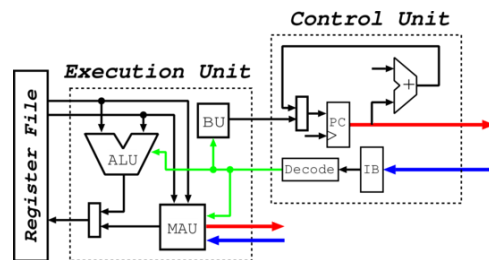 Control Unit
Execution Unit
Register File
BU
PC
+
ALU
Decode
IB
MAU